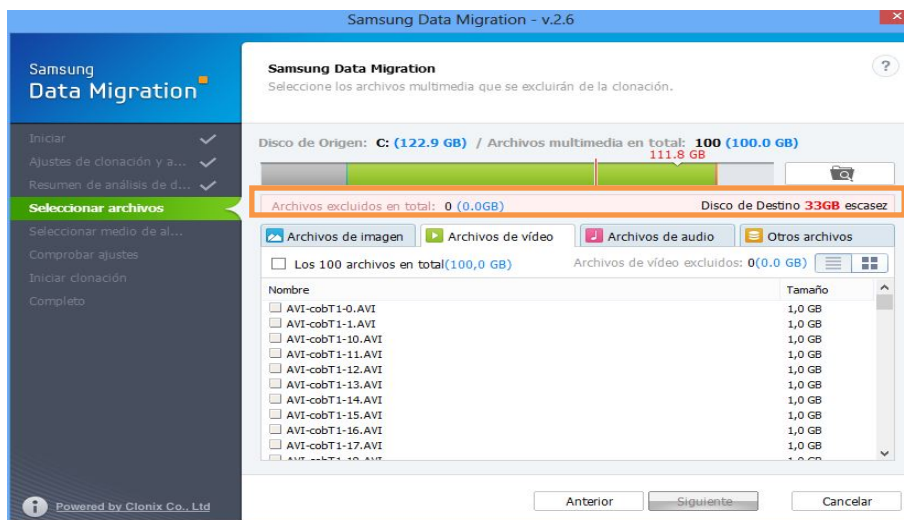 Samsung Data Migration - v.2.6
Samsung
Data Migration
Samsung Data Migration
Seleccione los archivos multimedia que se excluirán de la clonación.
?
Iniciar
Ajustes de clonación y a...
Resumen de análisis de d...
Seleccionar archivos
Seleccionar medio de al...
Comprobar ajustes
Iniciar clonación
Completo
Disco de Origen: C: (122.9 GB) / Archivos multimedia en total: 100 (100.0 GB)
111.8 GB
Archivos excluidos en total: 0 (0.0GB) Disco de Destino 33GB escasez
Archivos de imagen Archivos de vídeo Archivos de audio Otros archivos
Los 100 archivos en total(100,0 GB) Archivos de vídeo excluidos: 0(0.0 GB)
Nombre Tamaño
AVI-cobT1-0.AVI 1,0 GB
AVI-cobT1-1.AVI 1,0 GB
AVI-cobT1-10.AVI 1,0 GB
AVI-cobT1-11.AVI 1,0 GB
AVI-cobT1-12.AVI 1,0 GB
AVI-cobT1-13.AVI 1,0 GB
AVI-cobT1-14.AVI 1,0 GB
AVI-cobT1-15.AVI 1,0 GB
AVI-cobT1-16.AVI 1,0 GB
AVI-cobT1-17.AVI 1,0 GB
Powered by Clonix Co., Ltd
Anterior Siguiente Cancelar